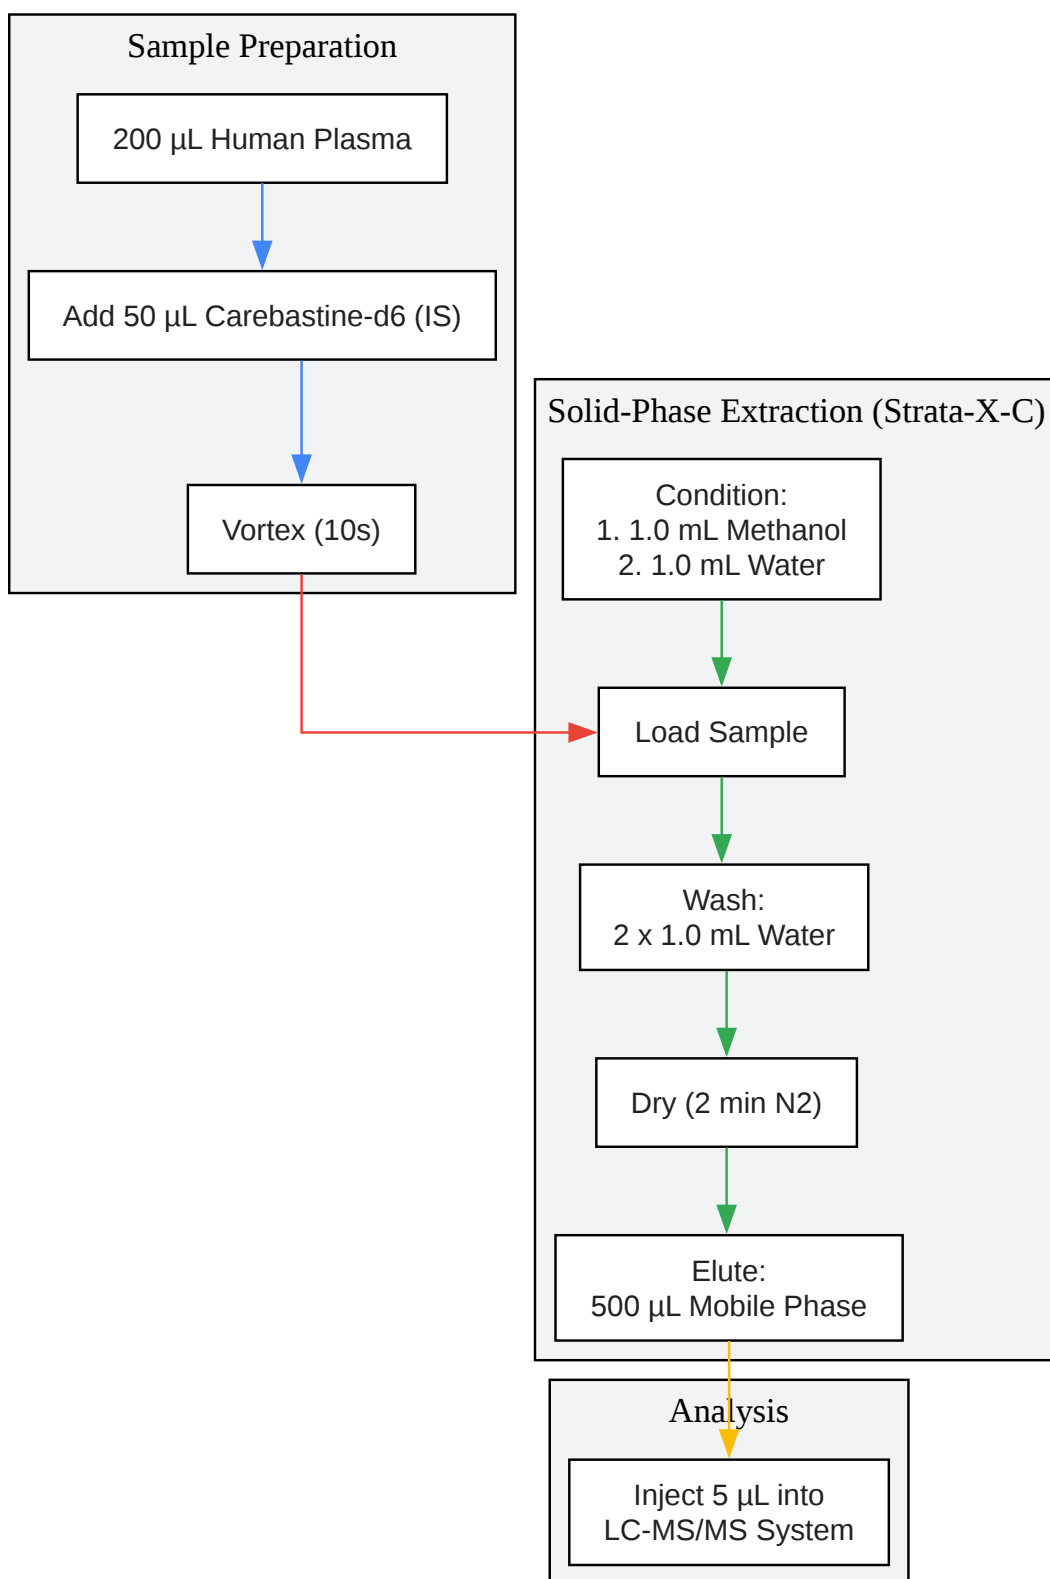 Sample Preparation
200 µL Human Plasma
Add 50 µL Carebastine-d6 (IS)
Vortex (10s)
Solid-Phase Extraction (Strata-X-C)
Condition:
1. 1.0 mL Methanol
2. 1.0 mL Water
Load Sample
Wash:
2 x 1.0 mL Water
Dry (2 min N2)
Elute:
500 µL Mobile Phase
Analysis
Inject 5 µL into
LC-MS/MS System